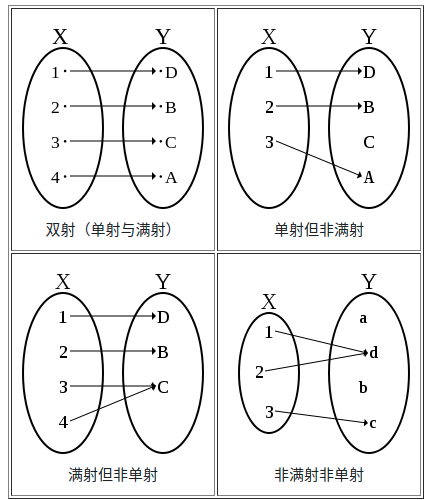 X Y
1 · · D
2 · · B
3 · · C
4 · · A
双射（单射与满射）
X Y
1 D
2 B
3 C
A
单射但非满射
X Y
1 D
2 B
3 C
4
满射但非单射
X Y
a
1
d
2
b
3
c
非满射非单射